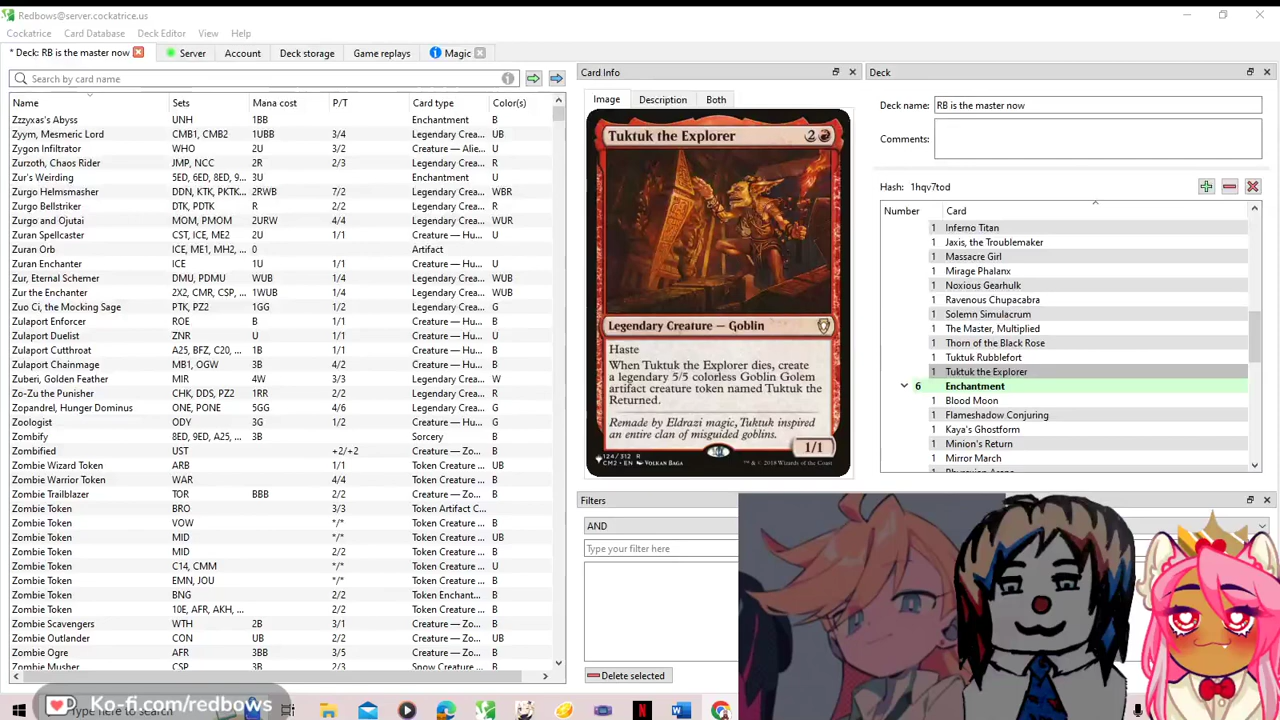 Redbows@server.cockatrice.us
Cockatrice Card Database Deck Editor View Help
* Deck: RB is the master now Server Account Deck storage Game replays Magic
Search by card name
Name Sets Mana cost P/T Card type Color(s)
Zzzyxas's Abyss UNH 1BB Enchantment B
Zyym, Mesmeric Lord CMB1, CMB2 1UBB 3/4 Legendary Crea... UB
Zygon Infiltrator WHO 2U 3/2 Creature — Alie... U
Zurzoth, Chaos Rider JMP, NCC 2R 2/3 Legendary Crea... R
Zur's Weirding 5ED, 6ED, 8ED, 9... 3U Enchantment U
Zurgo Helmsmasher DDN, KTK, PKTK... 2RWB 7/2 Legendary Crea... WBR
Zurgo Bellstriker DTK, PDTK R 2/2 Legendary Crea... R
Zurgo and Ojutai MOM, PMOM 2URW 4/4 Legendary Crea... WUR
Zuran Spellcaster CST, ICE, ME2 2U 1/1 Creature — Hu... U
Zuran Orb ICE, ME1, MH2, ... 0 Artifact
Zuran Enchanter ICE 1U 1/1 Creature — Hu... U
Zur, Eternal Schemer DMU, PDMU WUB 1/4 Legendary Crea... WUB
Zur the Enchanter 2X2, CMR, CSP, ... 1WUB 1/4 Legendary Crea... WUB
Zuo Ci, the Mocking Sage PTK, PZ2 1GG 1/2 Legendary Crea... G
Zulaport Enforcer ROE B 1/1 Creature — Hu... B
Zulaport Duelist ZNR U 1/1 Creature — Hu... U
Zulaport Cutthroat A25, BFZ, C20, ... 1B 1/1 Creature — Hu... B
Zulaport Chainmage MB1, OGW 3B 4/2 Creature — Hu... B
Zuberi, Golden Feather MIR 4W 3/3 Legendary Crea... W
Zo-Zu the Punisher CHK, DDS, PZ2 1RR 2/2 Legendary Crea... R
Zopandrel, Hunger Dominus ONE, PONE 5GG 4/6 Legendary Crea... G
Zoologist ODY 3G 1/2 Creature — Hu... G
Zombify 8ED, 9ED, A25, ... 3B Sorcery B
Zombified UST +2/+2 Card type B
Zombie Wizard Token ARB 1/1 Token Creature ... UB
Zombie Warrior Token WAR 4/4 Token Creature ... B
Zombie Trailblazer TOR BBB 2/2 Creature — Zo... B
Zombie Token BRO 3/3 Token Artifact C...
Zombie Token VOW */* Token Creature ... B
Zombie Token MID */* Token Creature ... UB
Zombie Token MID 2/2 Token Creature ... B
Zombie Token C14, CMM */* Token Creature ... U
Zombie Token EMN, JOU */* Token Creature ... B
Zombie Token BNG 2/2 Token Enchant... B
Zombie Token 10E, AFR, AKH, ... 2/2 Token Creature ... B
Zombie Scavengers WTH 2B 3/1 Creature — Zo... B
Zombie Outlander CON UB 2/2 Creature — Zo... UB
Zombie Ogre AFR 3BB 3/5 Creature — Zo... B
Zombie Musher CSP 3B 2/3 Snow Creature ... B
Card Info
Image Description Both
Tuktuk the Explorer 2
Legendary Creature — Goblin
Haste
When Tuktuk the Explorer dies, create
a legendary 5/5 colorless Goblin Golem
artifact creature token named Tuktuk the
Returned.
Remade by Eldrazi magic, Tuktuk inspired
an entire clan of misguided goblins.
1/1
124/312 R
CM2 • EN VOLKAN BAGA ™ & © 2018 Wizards of the Coast
Filters
AND
Type your filter here
Delete selected
Deck
Deck name: RB is the master now
Comments:
Hash: 1hqv7tod
Number Card
1 Inferno Titan
1 Jaxis, the Troublemaker
1 Massacre Girl
1 Mirage Phalanx
1 Noxious Gearhulk
1 Ravenous Chupacabra
1 Solemn Simulacrum
1 The Master, Multiplied
1 Thorn of the Black Rose
1 Tuktuk Rubblefort
1 Tuktuk the Explorer
6 Enchantment
1 Blood Moon
1 Flameshadow Conjuring
1 Kaya's Ghostform
1 Minion's Return
1 Mirror March
1 Phyrexian Arena
Ko-fi.com/redbows
Type here to search